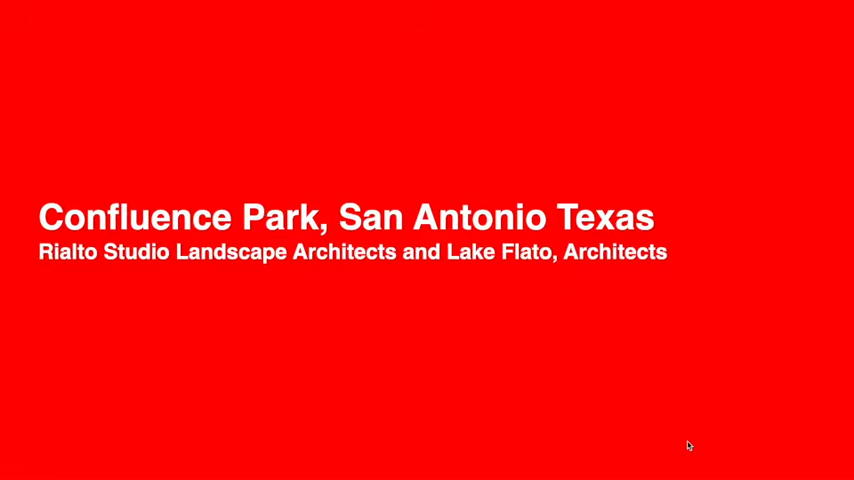 Confluence Park, San Antonio Texas
Rialto Studio Landscape Architects and Lake Flato, Architects